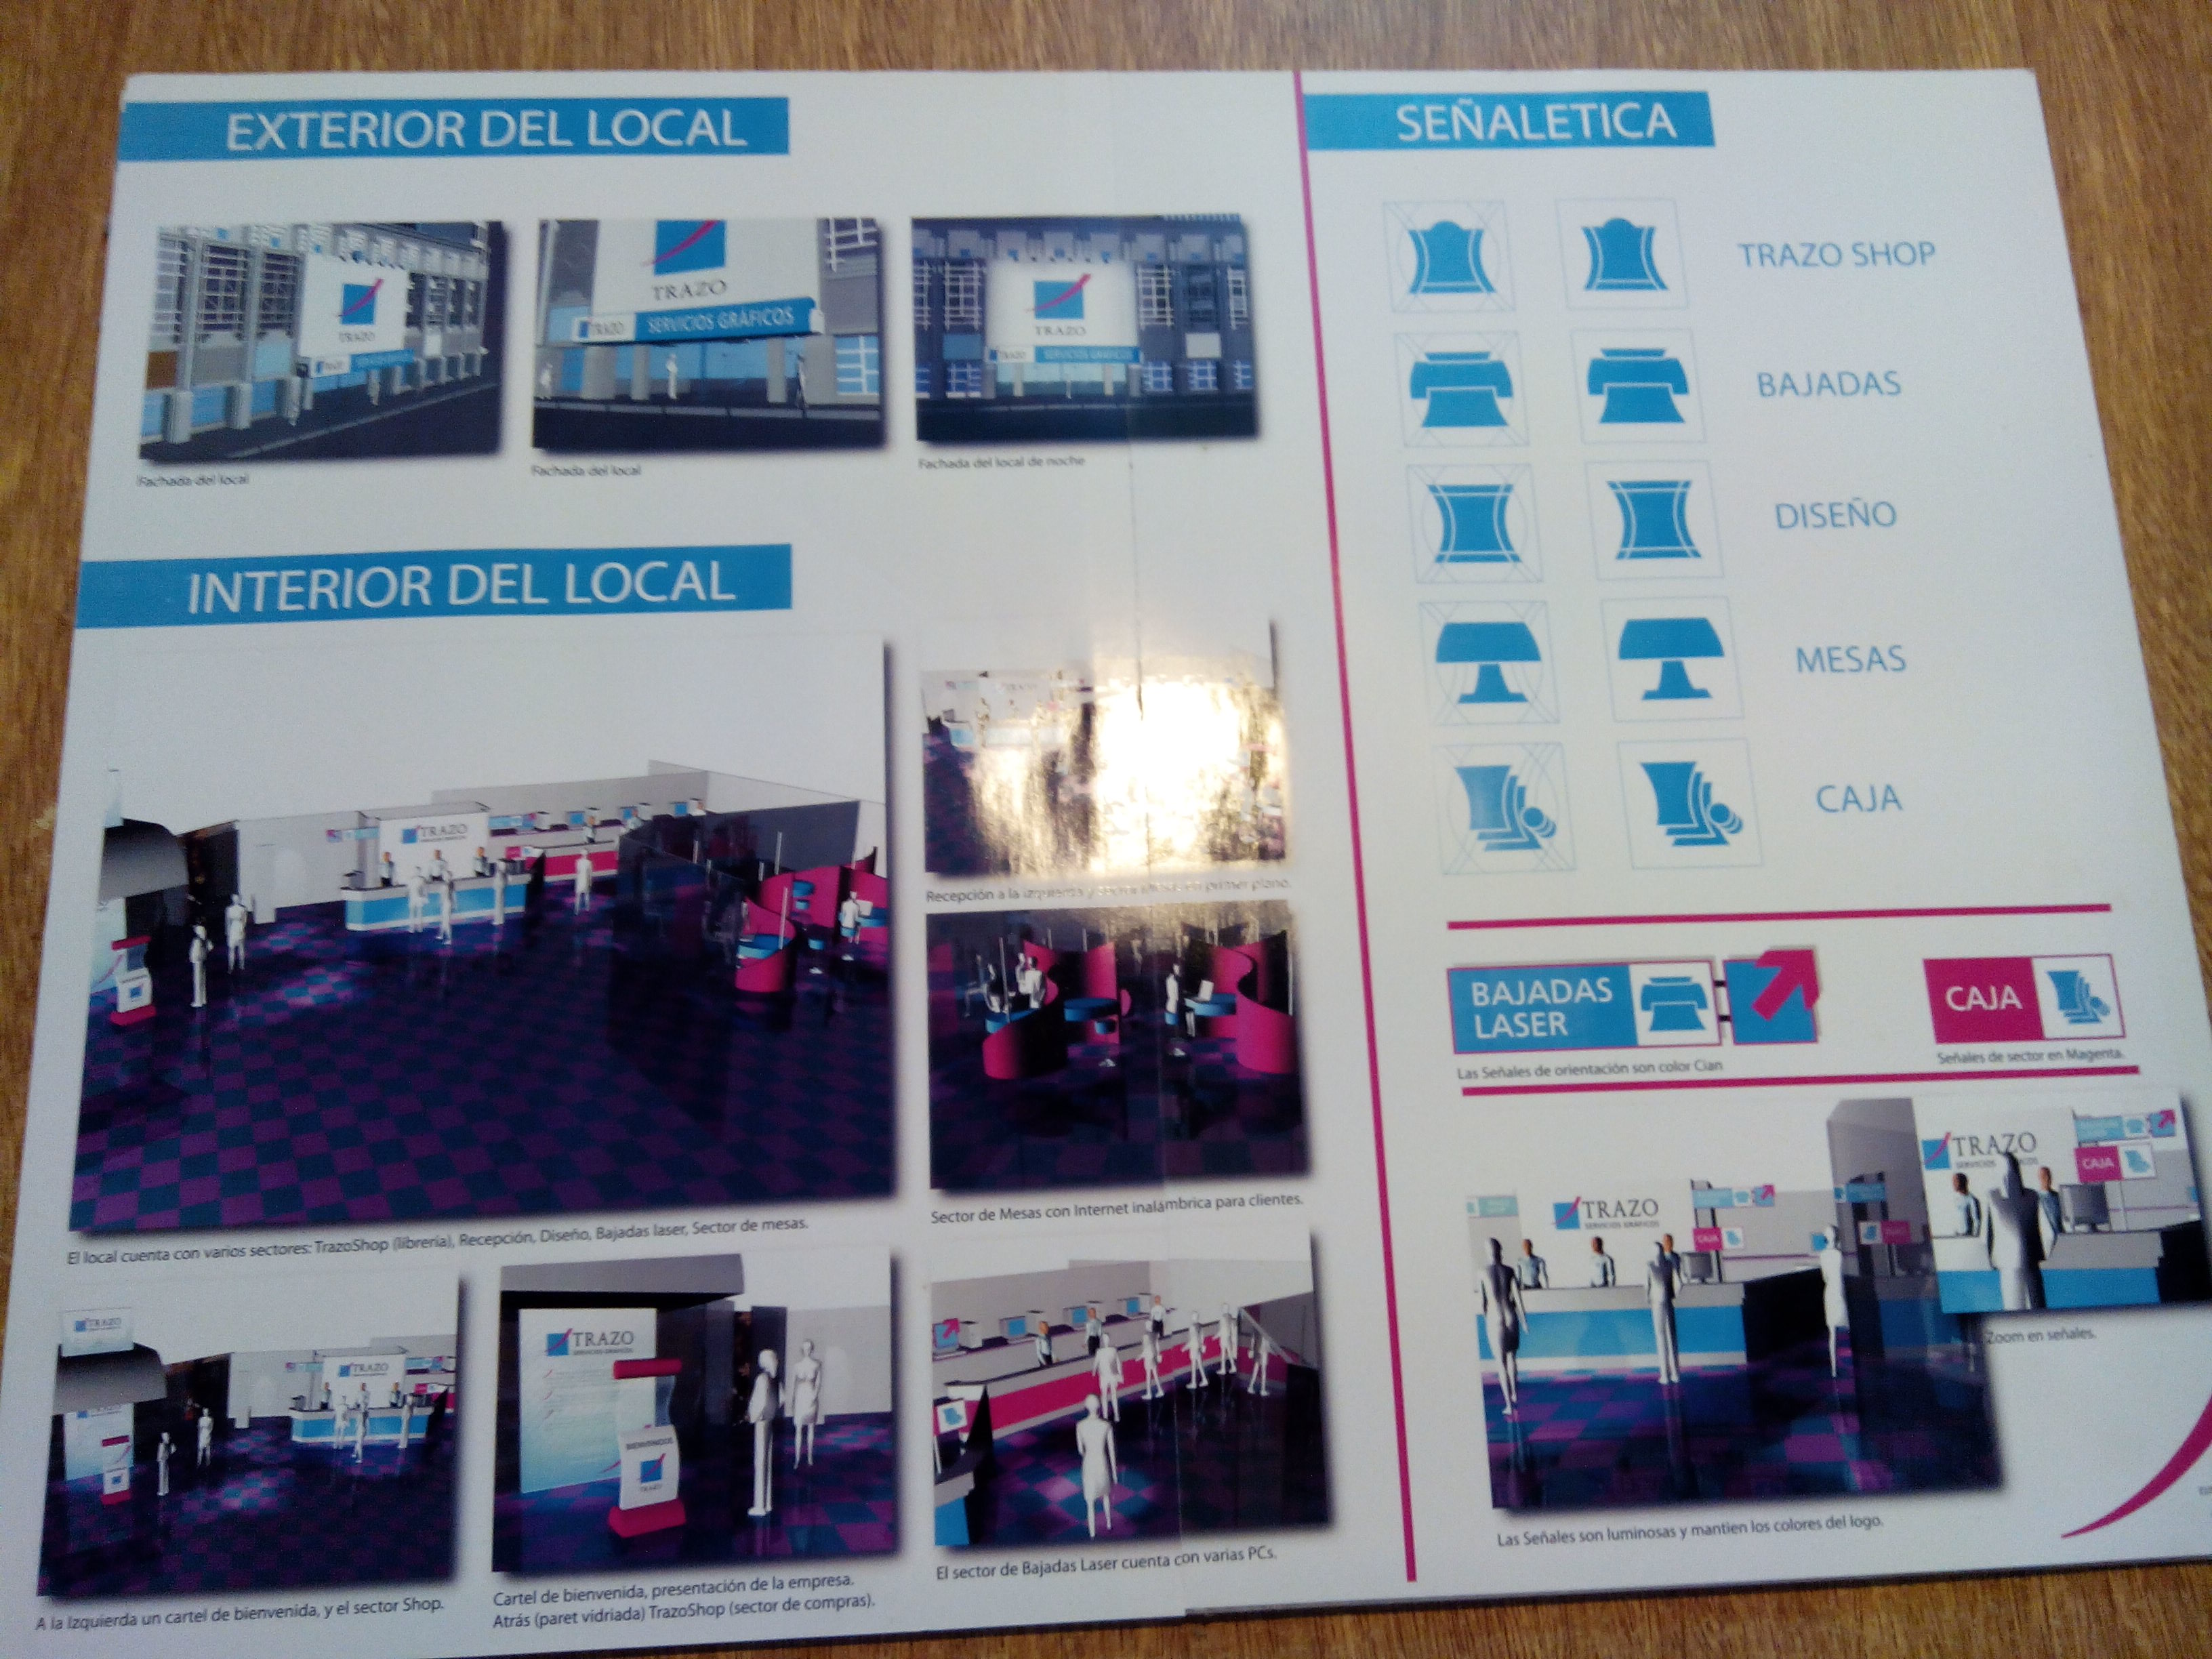 EXTERIOR DEL LOCAL
TRAZO
TRAZO
SERVICIOS GRÁFICOS
Fachada del local
TRAZO
TRAZO
SERVICIOS GRÁFICOS
Fachada del local
TRAZO
TRAZO
SERVICIOS GRÁFICOS
Fachada del local de noche
INTERIOR DEL LOCAL
TRAZO
El local cuenta con varios sectores: TrazoShop (librería), Recepción, Diseño, Bajadas laser, Sector de mesas.
Recepción a la izquierda y en primer plano.
Sector de Mesas con Internet inalámbrica para clientes.
TRAZO
TRAZO
A la Izquierda un cartel de bienvenida, y el sector Shop.
TRAZO
SERVICIOS GRÁFICOS
BIENVENIDOS
TRAZO
Cartel de bienvenida, presentación de la empresa.
Atrás (paret vidriada) TrazoShop (sector de compras).
El sector de Bajadas Laser cuenta con varias PCs.
SEÑALETICA
TRAZO SHOP
BAJADAS
DISEÑO
MESAS
CAJA
BAJADAS
LASER
Las Señales de orientación son color Cian
CAJA
Señales de sector en Magenta.
TRAZO
SERVICIOS GRÁFICOS
CAJA
TRAZO
CAJA
Zoom en señales.
Las Señales son luminosas y mantien los colores del logo.